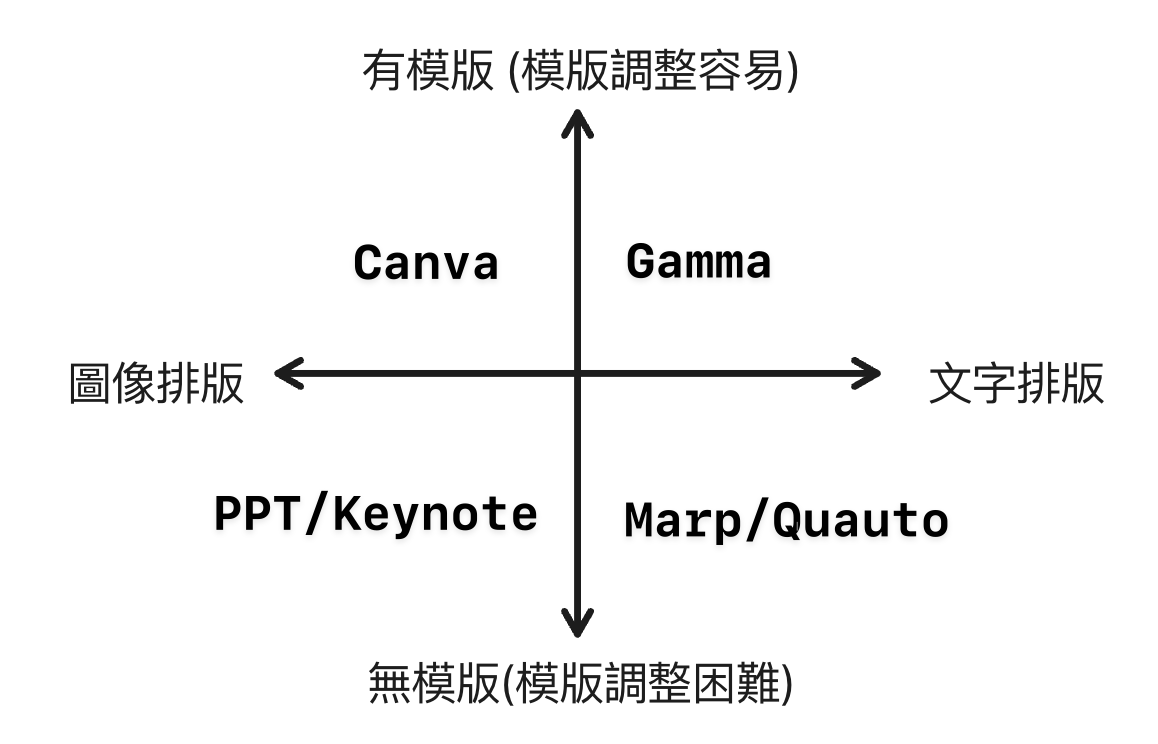 有模版 (模版調整容易)
Canva
Gamma
圖像排版
文字排版
PPT/Keynote
Marp/Quauto
無模版(模版調整困難)